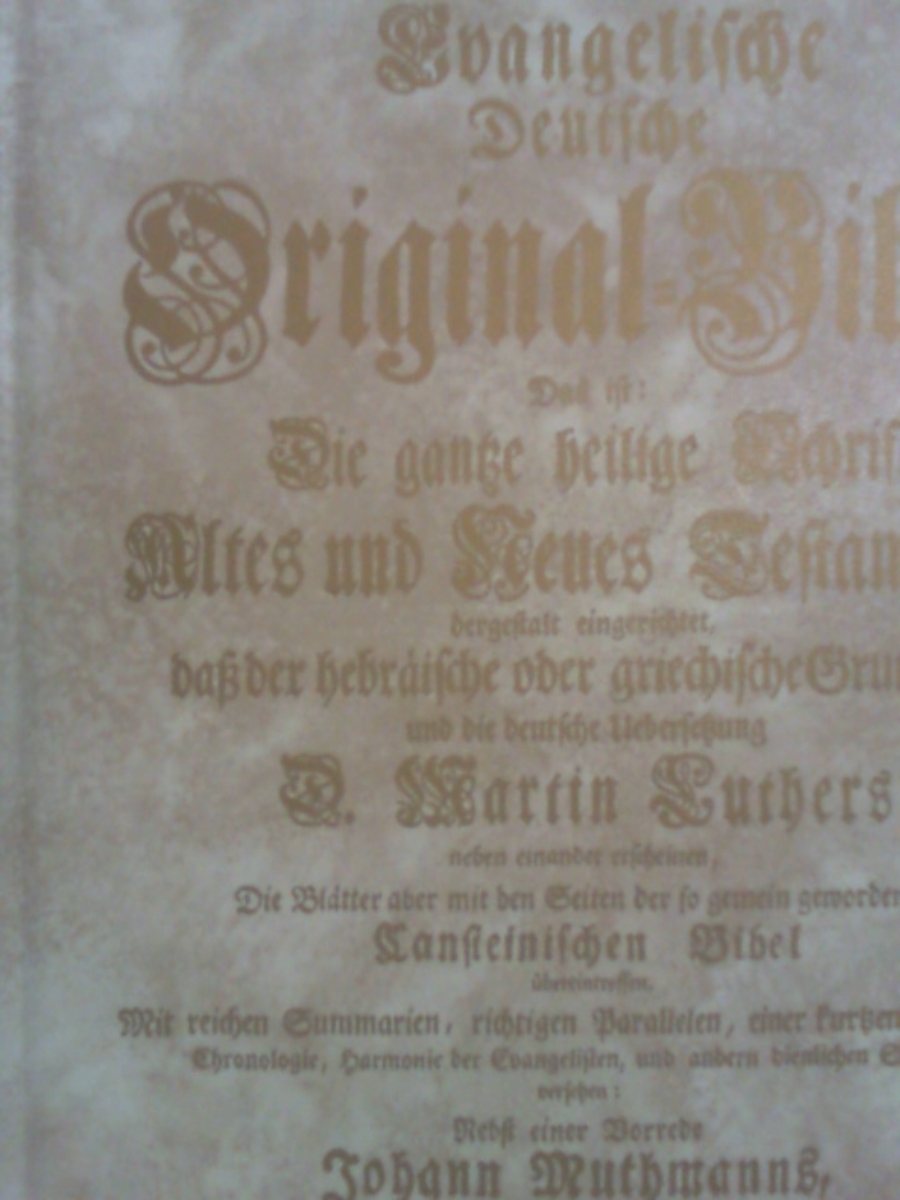 Evangelische
Deutsche
Original-Bib
Das ist:
Die gantze heilige Schrif
Altes und Neues Testam
dergestalt eingerichtet,
daß der hebräische oder griechische Grun
und die deutsche Uebersetzung
D. Martin Luthers
neben einander erscheinen,
Die Blätter aber mit den Seiten der so gemein geworden
Cansteinischen Bibel
übereintreffen.
Mit reichen Summarien, richtigen Parallelen, einer kurtzen
Chronologie, Harmonie der Evangelisten, und andern dienlichen S
versehen:
Nebst einer Vorrede
Johann Muthmanns,